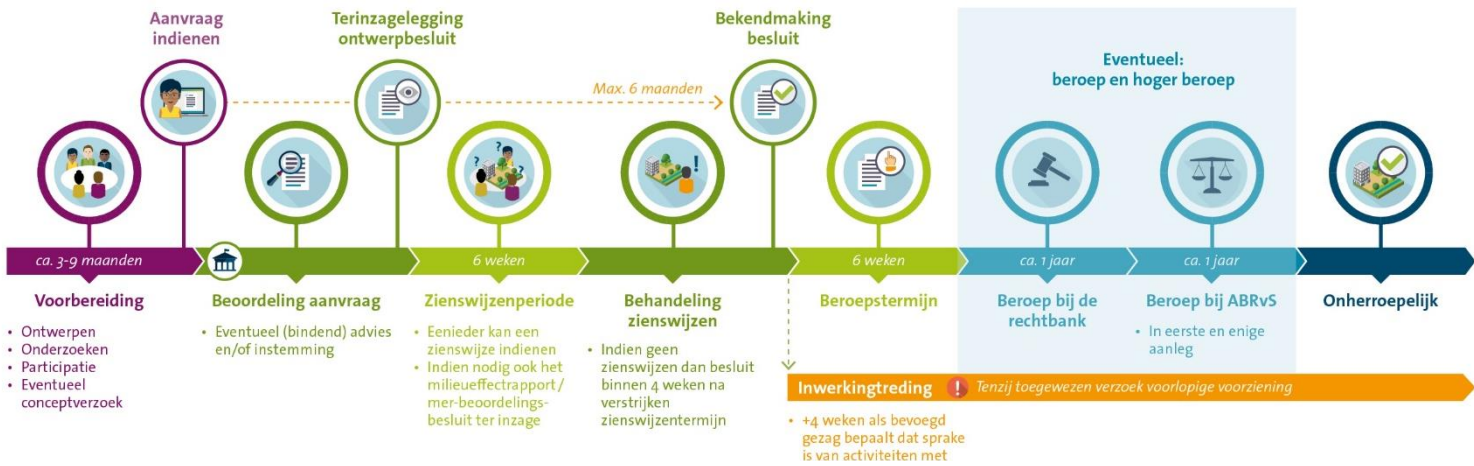 Aanvraag
indienen
Terinzagelegging
ontwerpbesluit
Bekendmaking
besluit
Eventueel:
beroep en hoger beroep
Max. 6 maanden
?
?
?
!
ca. 3-9 maanden
6 weken
6 weken
ca. 1 jaar
ca. 1 jaar
Voorbereiding
• Ontwerpen
• Onderzoeken
• Participatie
• Eventueel
conceptverzoek
Beoordeling aanvraag
• Eventueel (bindend) advies
en/of instemming
Zienswijzenperiode
• Eenieder kan een
zienswijze indienen
• Indien nodig ook het
milieueffectrapport/
mer-beoordelings-
besluit ter inzage
Behandeling
zienswijzen
• Indien geen
zienswijzen dan besluit
binnen 4 weken na
verstrijken
zienswijzentermijn
Beroepstermijn
Beroep bij de
rechtbank
Beroep bij ABRvS
• In eerste en enige
aanleg
Onherroepelijk
Inwerkingtreding ! Tenzij toegewezen verzoek voorlopige voorziening
• +4 weken als bevoegd
gezag bepaalt dat sprake
is van activiteiten met